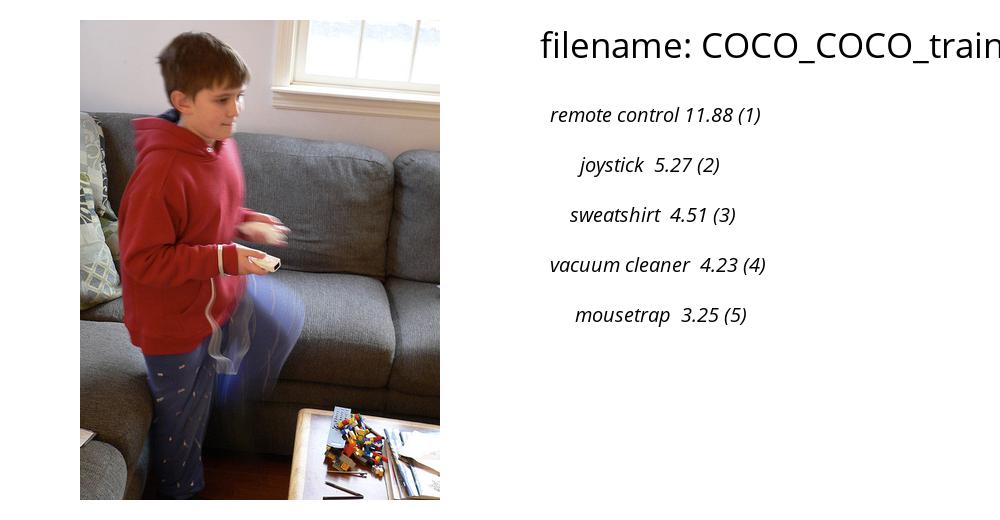 filename: COCO_COCO_train
remote control 11.88 (1)
joystick 5.27 (2)
sweatshirt 4.51 (3)
vacuum cleaner 4.23 (4)
mousetrap 3.25 (5)